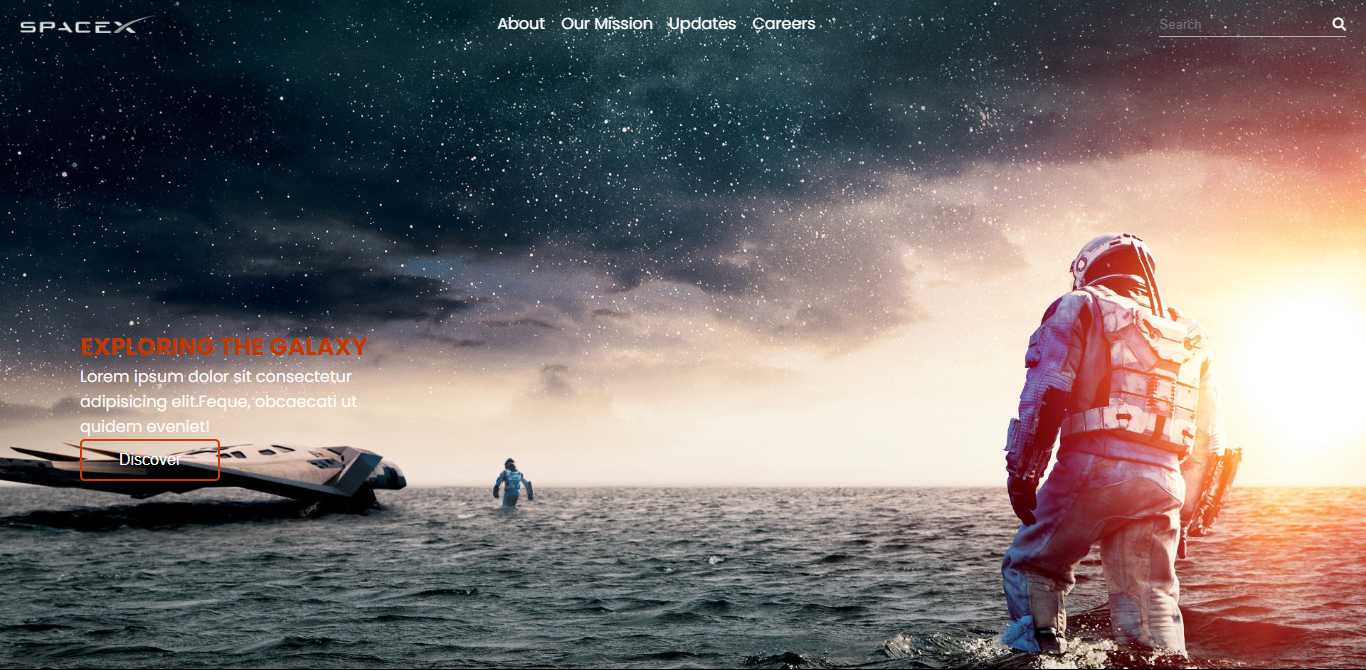 SPACEX
About Our Mission Updates Careers
Search
EXPLORING THE GALAXY
Lorem ipsum dolor sit consectetur
adipisicing elit.Feque, obcaecati ut
quidem eveniet!
Discover